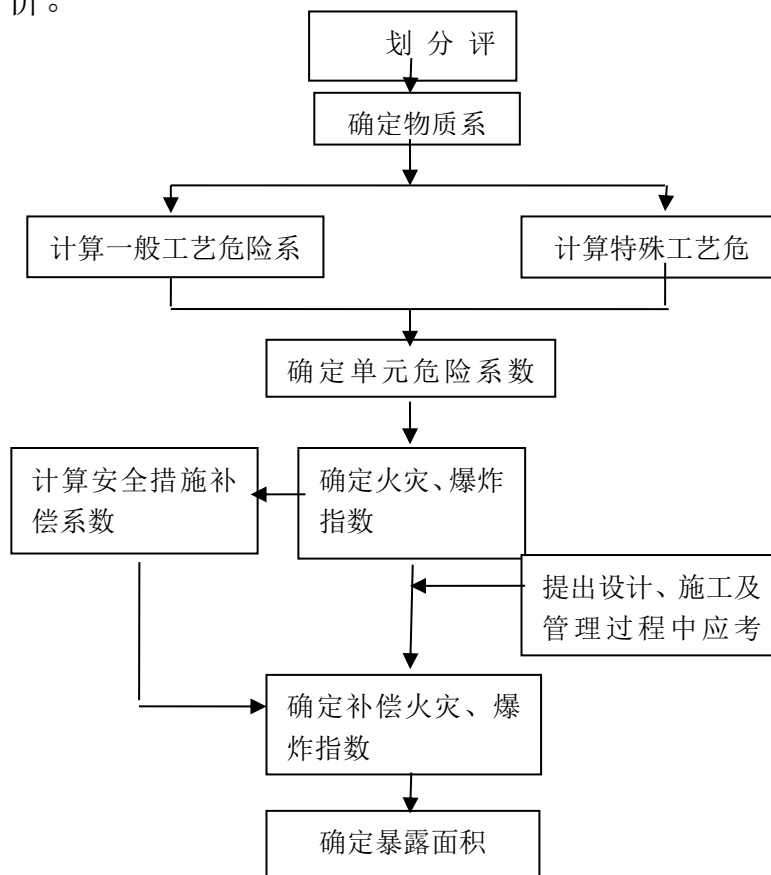 价。
划 分 评
确定物质系
计算一般工艺危险系
计算特殊工艺危
确定单元危险系数
计算安全措施补
偿系数
确定火灾、爆炸
指数
提出设计、施工及
管理过程中应考
确定补偿火灾、爆
炸指数
确定暴露面积